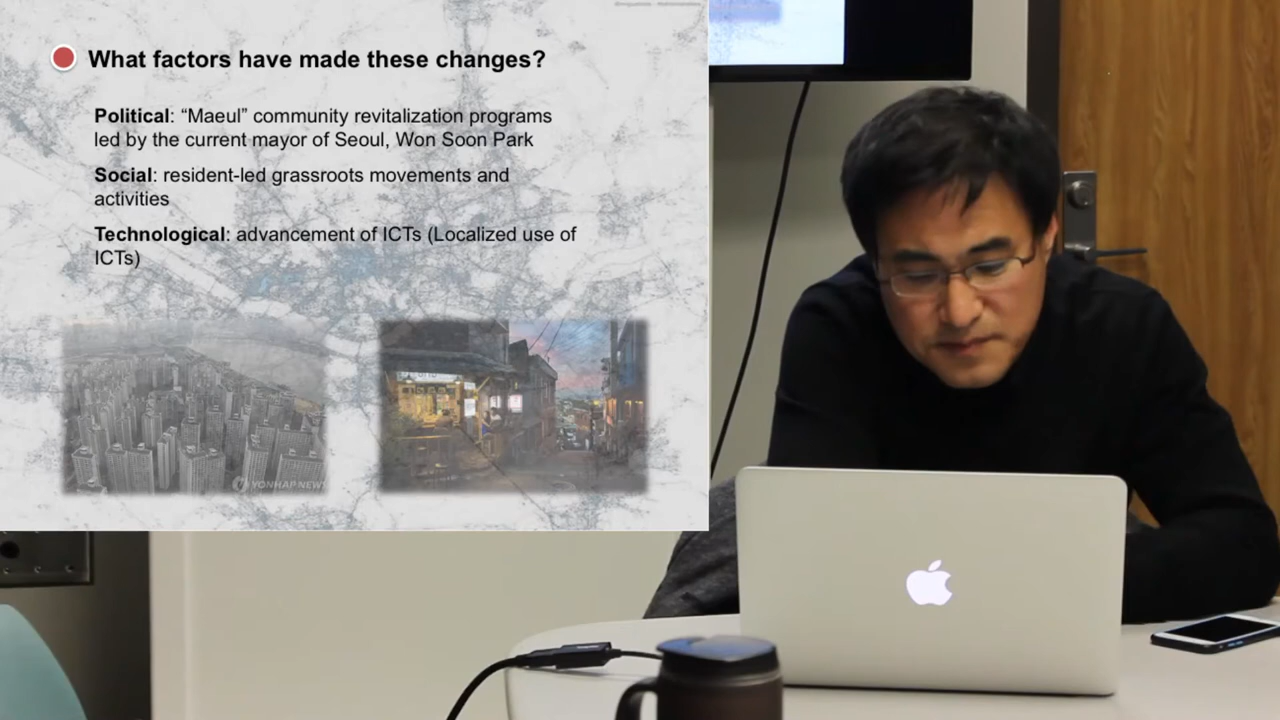 What factors have made these changes?
Political: “Maeul” community revitalization programs
led by the current mayor of Seoul, Won Soon Park
Social: resident-led grassroots movements and
activities
Technological: advancement of ICTs (Localized use of
ICTs)
YONHAP NEWS